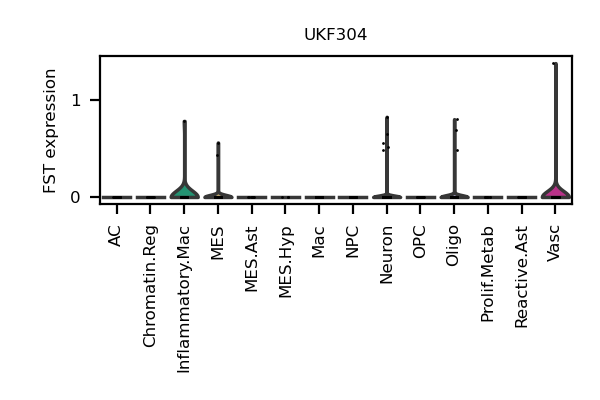 UKF304
FST expression
1
0
AC
Chromatin.Reg
Inflammatory.Mac
MES
MES.Ast
MES.Hyp
Mac
NPC
Neuron
OPC
Oligo
Prolif.Metab
Reactive.Ast
Vasc